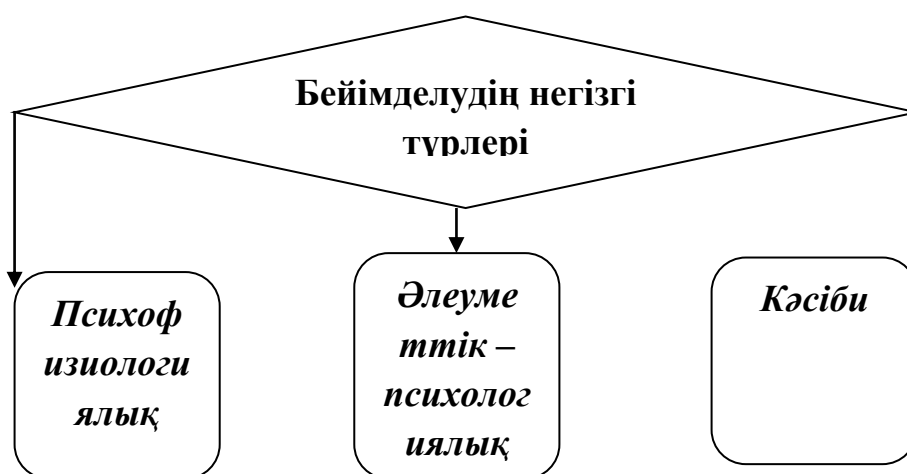 Бейімделудің негізгі
түрлері
Психоф
изиологи
ялық
Әлеуме
ттік –
психолог
иялық
Кәсіби